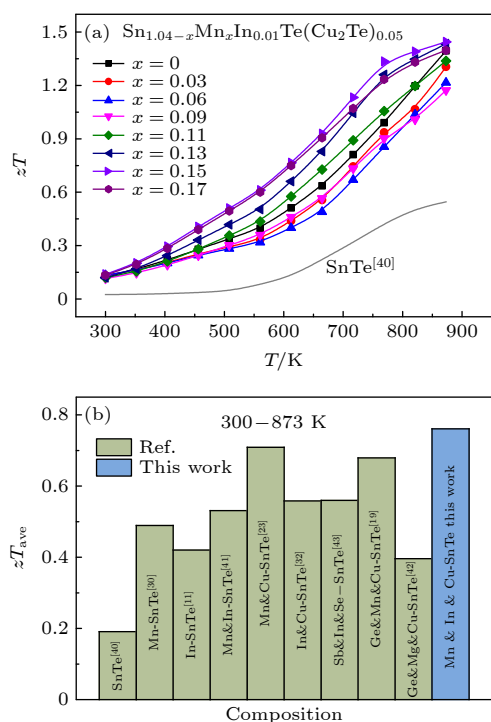 (a) Sn1.04−xMnxIn0.01Te(Cu2Te)0.05
1.5
1.2
0.9
0.6
0.3
0
zT
x = 0
x = 0.03
x = 0.06
x = 0.09
x = 0.11
x = 0.13
x = 0.15
x = 0.17
SnTe[40]
300 400 500 600 700 800 900
T/K
(b) 300−873 K
Ref.
This work
0.8
0.6
0.4
0.2
0
zTave
SnTe[40]
Mn-SnTe[30]
In-SnTe[11]
Mn&In-SnTe[41]
Mn&Cu-SnTe[23]
In&Cu-SnTe[32]
Sb&In&Se−SnTe[43]
Ge&Mn&Cu-SnTe[19]
Ge&Mg&Cu-SnTe[42]
Mn & In & Cu-SnTe this work
Composition